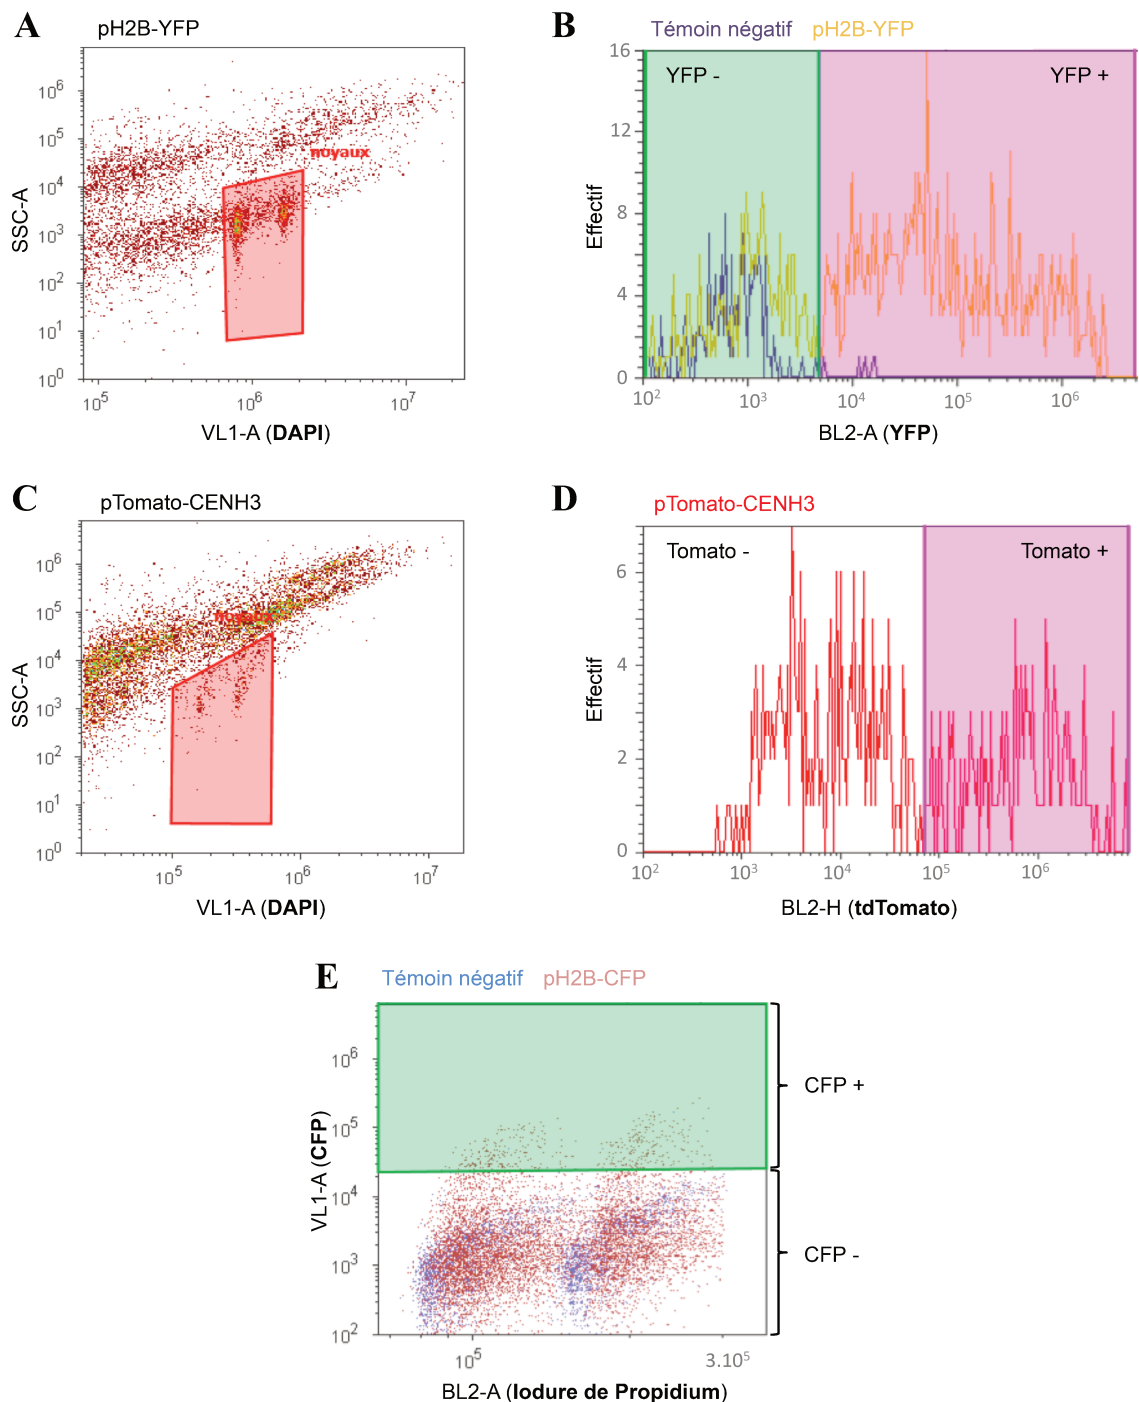 A
pH2B-YFP
SSC-A
10^6
10^5
10^4
10^3
10^2
10^1
10^0
noyaux
10^5
10^6
10^7
VL1-A (DAPI)
B
Témoin négatif pH2B-YFP
Effectif
16
12
8
4
0
YFP -
YFP +
10^2
10^3
10^4
10^5
10^6
BL2-A (YFP)
C
pTomato-CENH3
SSC-A
10^6
10^5
10^4
10^3
10^2
10^1
10^0
noyaux
10^5
10^6
10^7
VL1-A (DAPI)
D
pTomato-CENH3
Effectif
6
4
2
0
Tomato -
Tomato +
10^2
10^3
10^4
10^5
10^6
BL2-H (tdTomato)
E
Témoin négatif pH2B-CFP
VL1-A (CFP)
10^6
10^5
10^4
10^3
10^2
CFP +
CFP -
10^5
3.10^5
BL2-A (Iodure de Propidium)